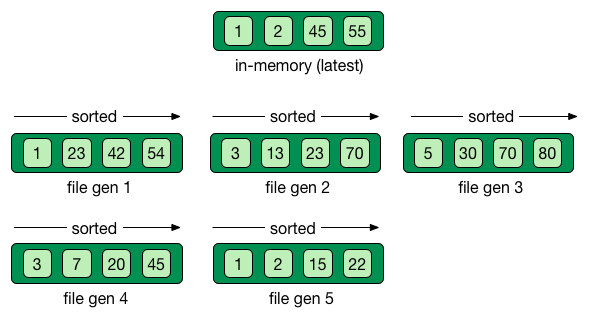 1 2 45 55
in-memory (latest)
sorted sorted sorted
1 23 42 54 3 13 23 70 5 30 70 80
file gen 1 file gen 2 file gen 3
sorted sorted
3 7 20 45 1 2 15 22
file gen 4 file gen 5